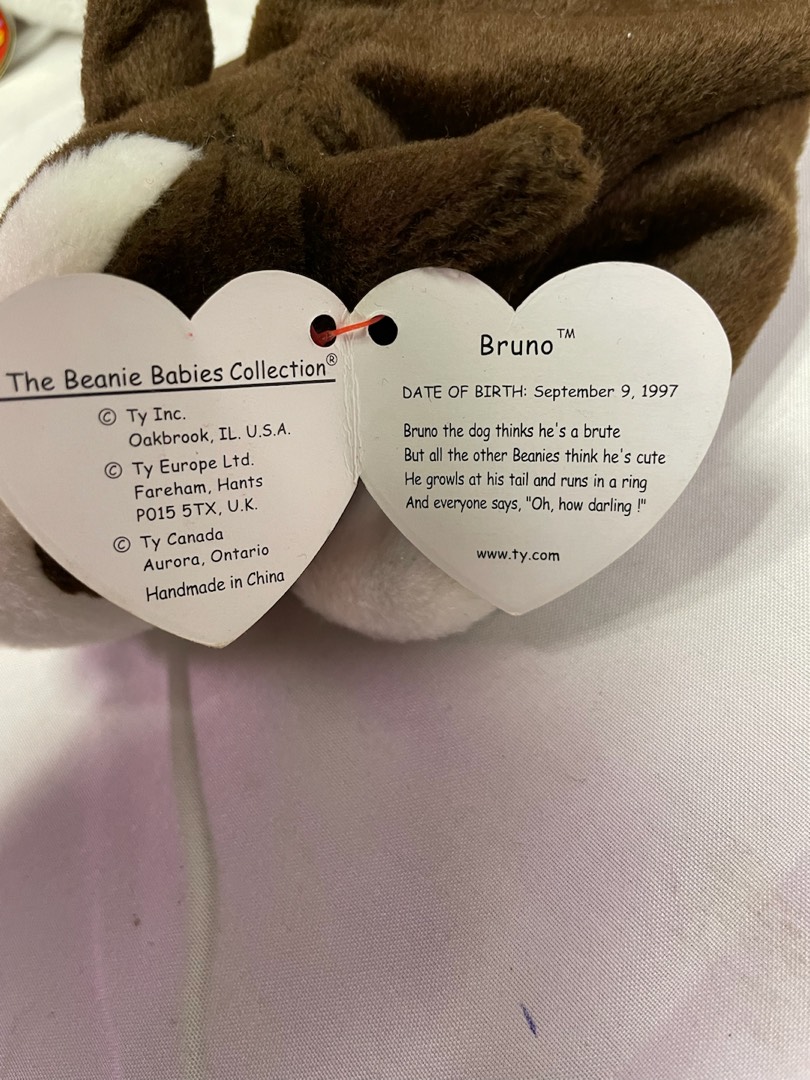 The Beanie Babies Collection®
© Ty Inc.
Oakbrook, IL. U.S.A.
© Ty Europe Ltd.
Fareham, Hants
PO15 5TX, U.K.
© Ty Canada
Aurora, Ontario
Handmade in China
Bruno™
DATE OF BIRTH: September 9, 1997
Bruno the dog thinks he's a brute
But all the other Beanies think he's cute
He growls at his tail and runs in a ring
And everyone says, "Oh, how darling !"
www.ty.com